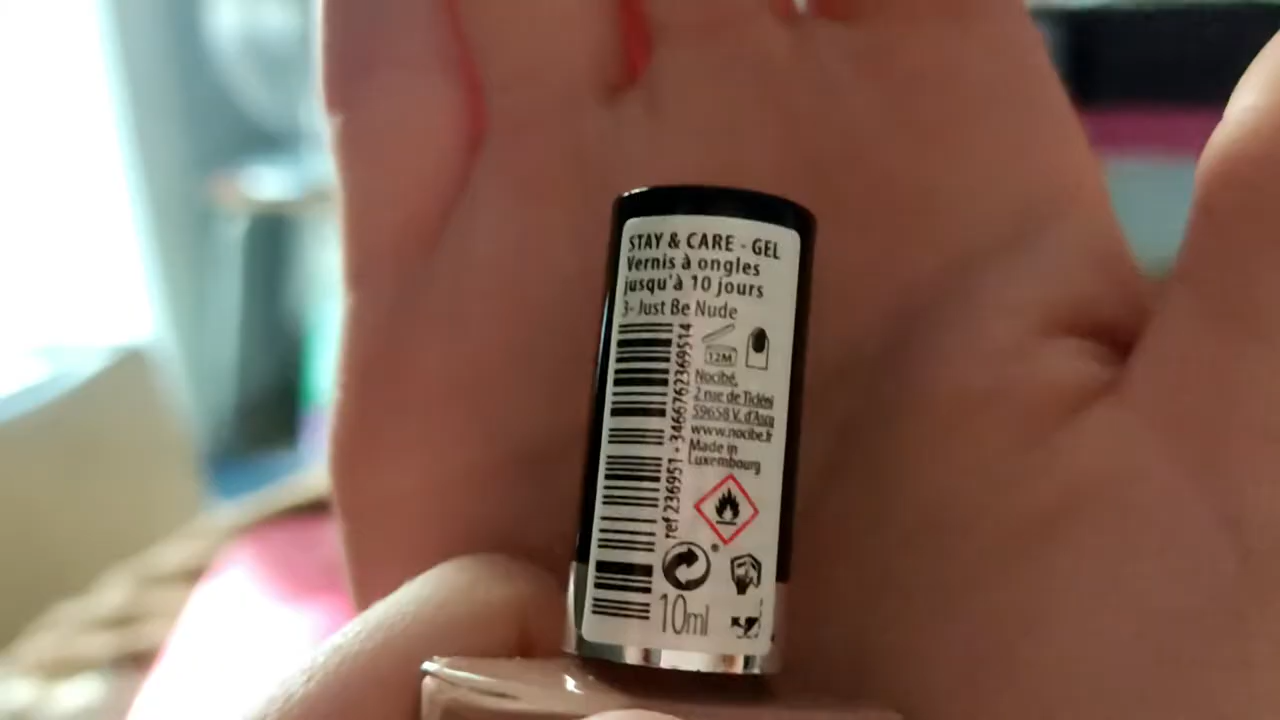 STAY & CARE - GEL
Vernis à ongles
jusqu'à 10 jours
3- Just Be Nude
12M
Nocibé,
2 rue de Ticléni
59658 V. d'Ascq
www.nocibe.fr
Made in
Luxembourg
ref 236951 - 3466762369514
10ml